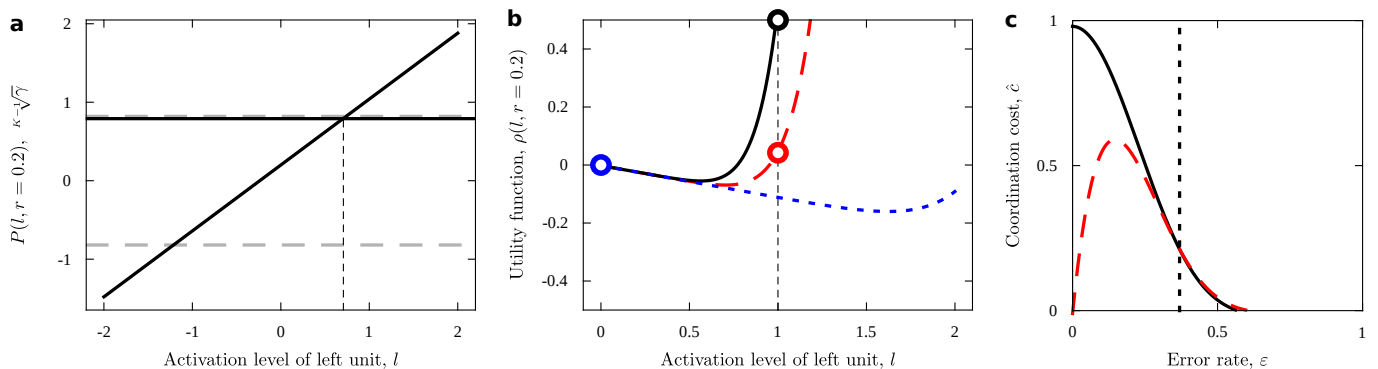 a
P(l, r = 0.2), ᴷ⁻¹√γ
2
1
0
-1
-2
-1
0
1
2
Activation level of left unit, l
b
Utility function, ρ(l, r = 0.2)
0.4
0.2
0
-0.2
-0.4
0
0.5
1
1.5
2
Activation level of left unit, l
c
Coordination cost, ĉ
1
0.5
0
0
0.5
1
Error rate, ε